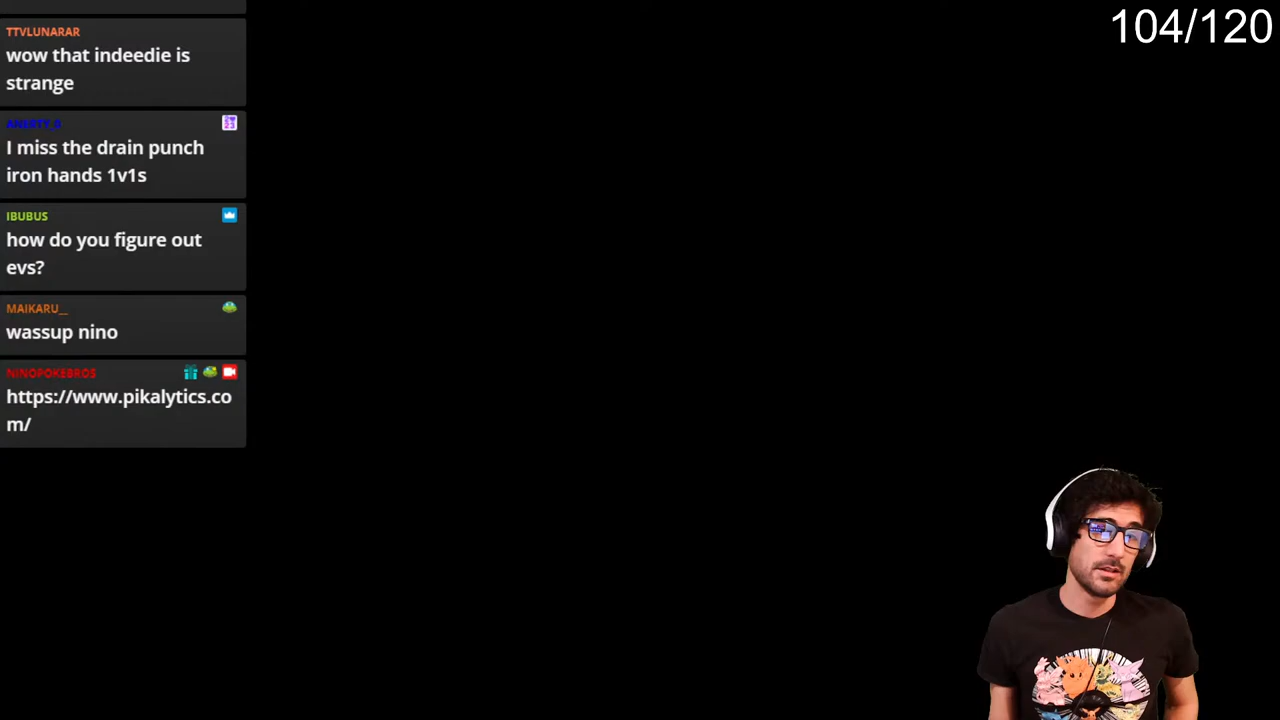 104/120
TTVLUNARAR
wow that indeedie is
strange
I miss the drain punch
iron hands 1v1s
IBUBUS
how do you figure out
evs?
MAIKARU__
wassup nino
NINOPOKEBROS
https://www.pikalytics.co
m/